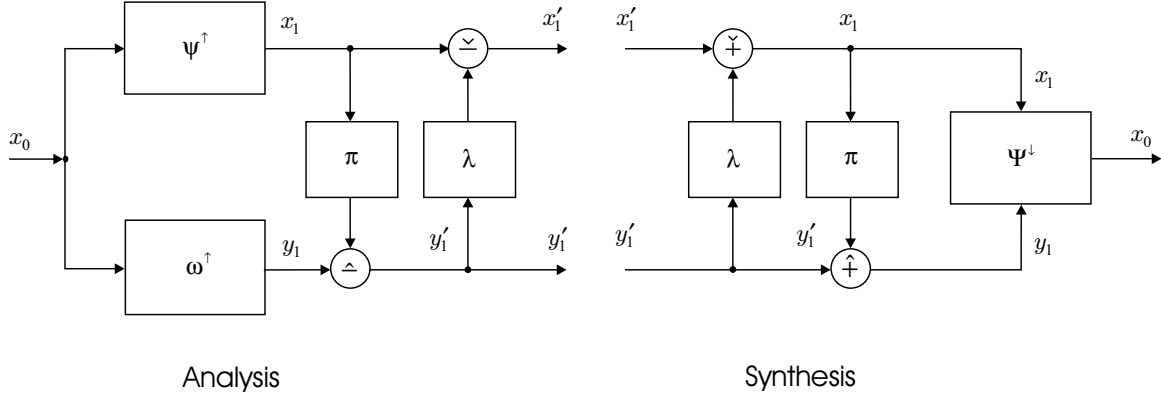 x₁ x₁′ x₁′ x₁
ψ↑ ⌣− +̌
x₁
x₀ π λ λ π Ψ↓ x₀
y₁ y₁′ y₁′ y₁′ y₁′ y₁
ω↑ −̂ +̂
Analysis Synthesis